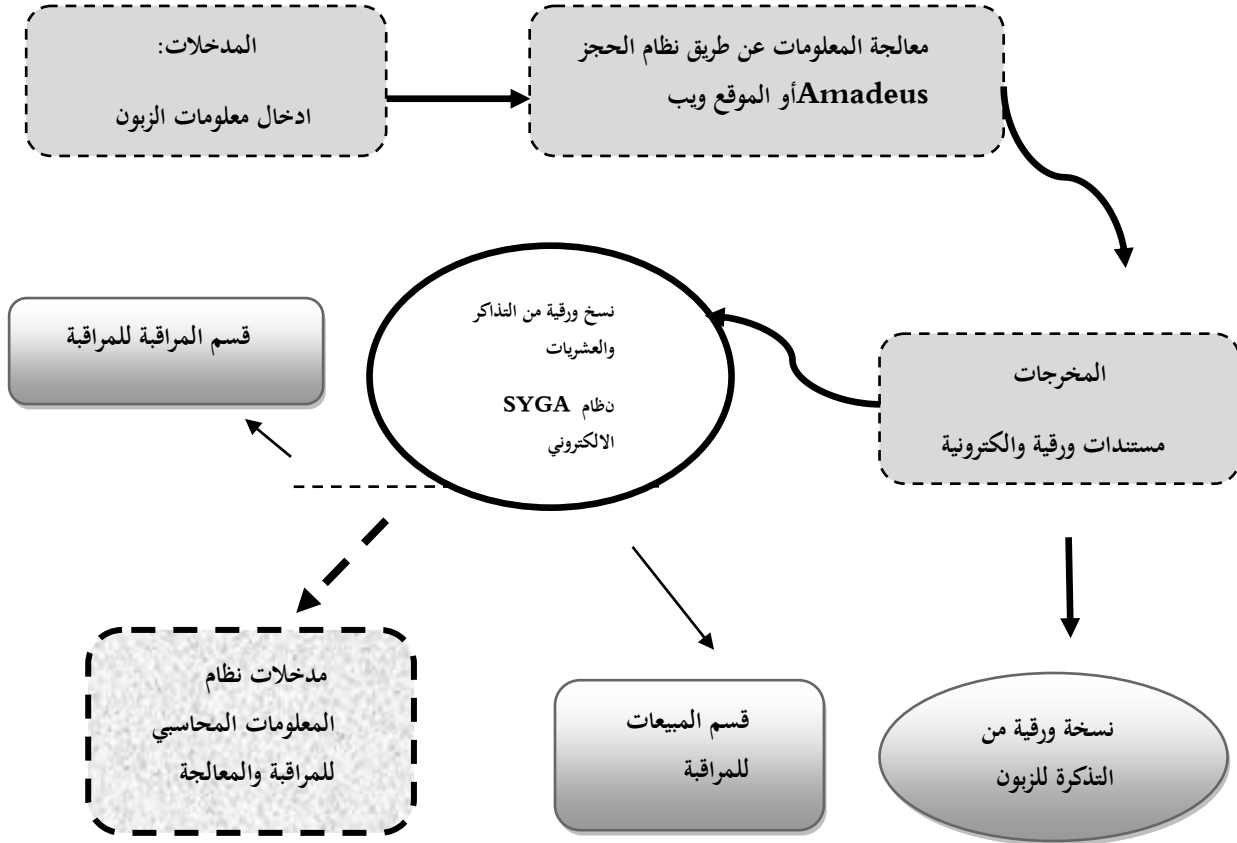 المدخلات:
ادخال معلومات الزبون
معالجة المعلومات عن طريق نظام الحجز
Amadeusأو الموقع ويب
نسخ ورقية من التذاكر
والعشريات
نظام SYGA
الالكتروني
قسم المراقبة للمراقبة
المخرجات
مستندات ورقية والكترونية
مدخلات نظام
المعلومات المحاسبي
للمراقبة والمعالجة
قسم المبيعات
للمراقبة
نسخة ورقية من
التذكرة للزبون